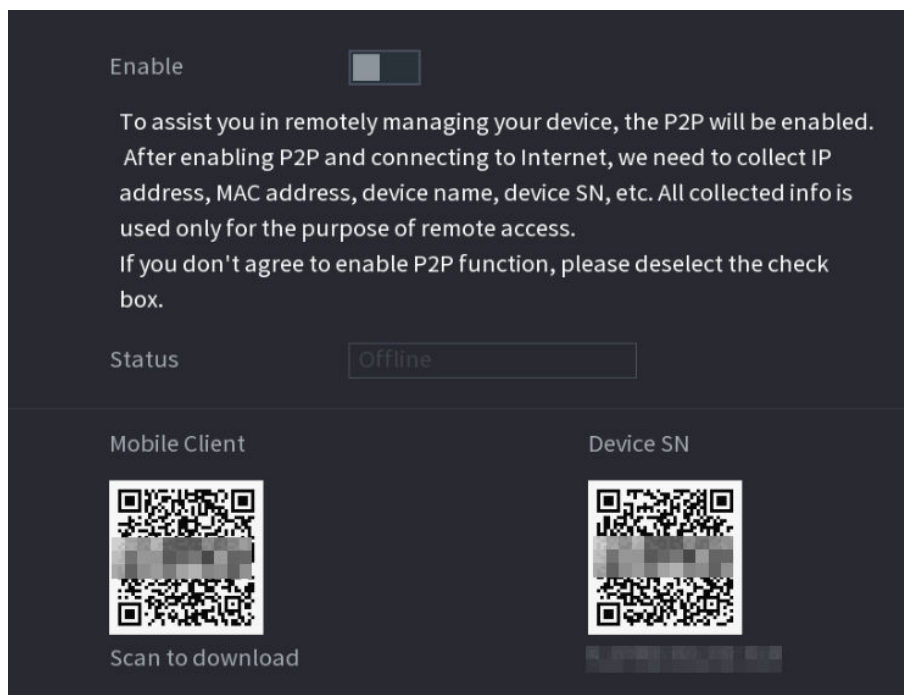 Enable
To assist you in remotely managing your device, the P2P will be enabled.
After enabling P2P and connecting to Internet, we need to collect IP
address, MAC address, device name, device SN, etc. All collected info is
used only for the purpose of remote access.
If you don't agree to enable P2P function, please deselect the check
box.
Status
Offline
Mobile Client
Device SN
Scan to download